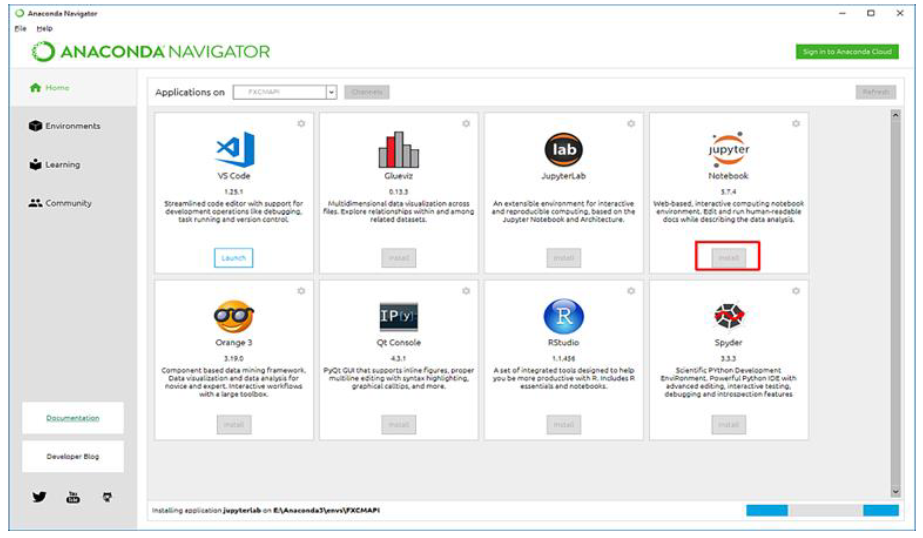 Anaconda Navigator
File Help
ANACONDA NAVIGATOR
Sign in to Anaconda Cloud
Home
Environments
Learning
Community
Documentation
Developer Blog
You Tube
Applications on FXCMAPI Channels Refresh
VS Code
1.25.1
Streamlined code editor with support for
development operations like debugging,
task running and version control.
Launch
Glueviz
0.13.3
Multidimensional data visualization across
files. Explore relationships within and among
related datasets.
Install
lab
JupyterLab
An extensible environment for interactive
and reproducible computing, based on the
Jupyter Notebook and Architecture.
Install
jupyter
Notebook
5.7.4
Web-based, interactive computing notebook
environment. Edit and run human-readable
docs while describing the data analysis.
Install
Orange 3
3.19.0
Component based data mining framework.
Data visualization and data analysis for
novice and expert. Interactive workflows
with a large toolbox.
Install
IP[y]:
Qt Console
4.3.1
PyQt GUI that supports inline figures, proper
multiline editing with syntax highlighting,
graphical calltips, and more.
Install
R
RStudio
1.1.456
A set of integrated tools designed to help
you be more productive with R. Includes R
essentials and notebooks.
Install
Spyder
3.3.3
Scientific PYthon Development
EnviRonment. Powerful Python IDE with
advanced editing, interactive testing,
debugging and introspection features
Install
Installing application jupyterlab on E:\Anaconda3\envs\FXCMAPI